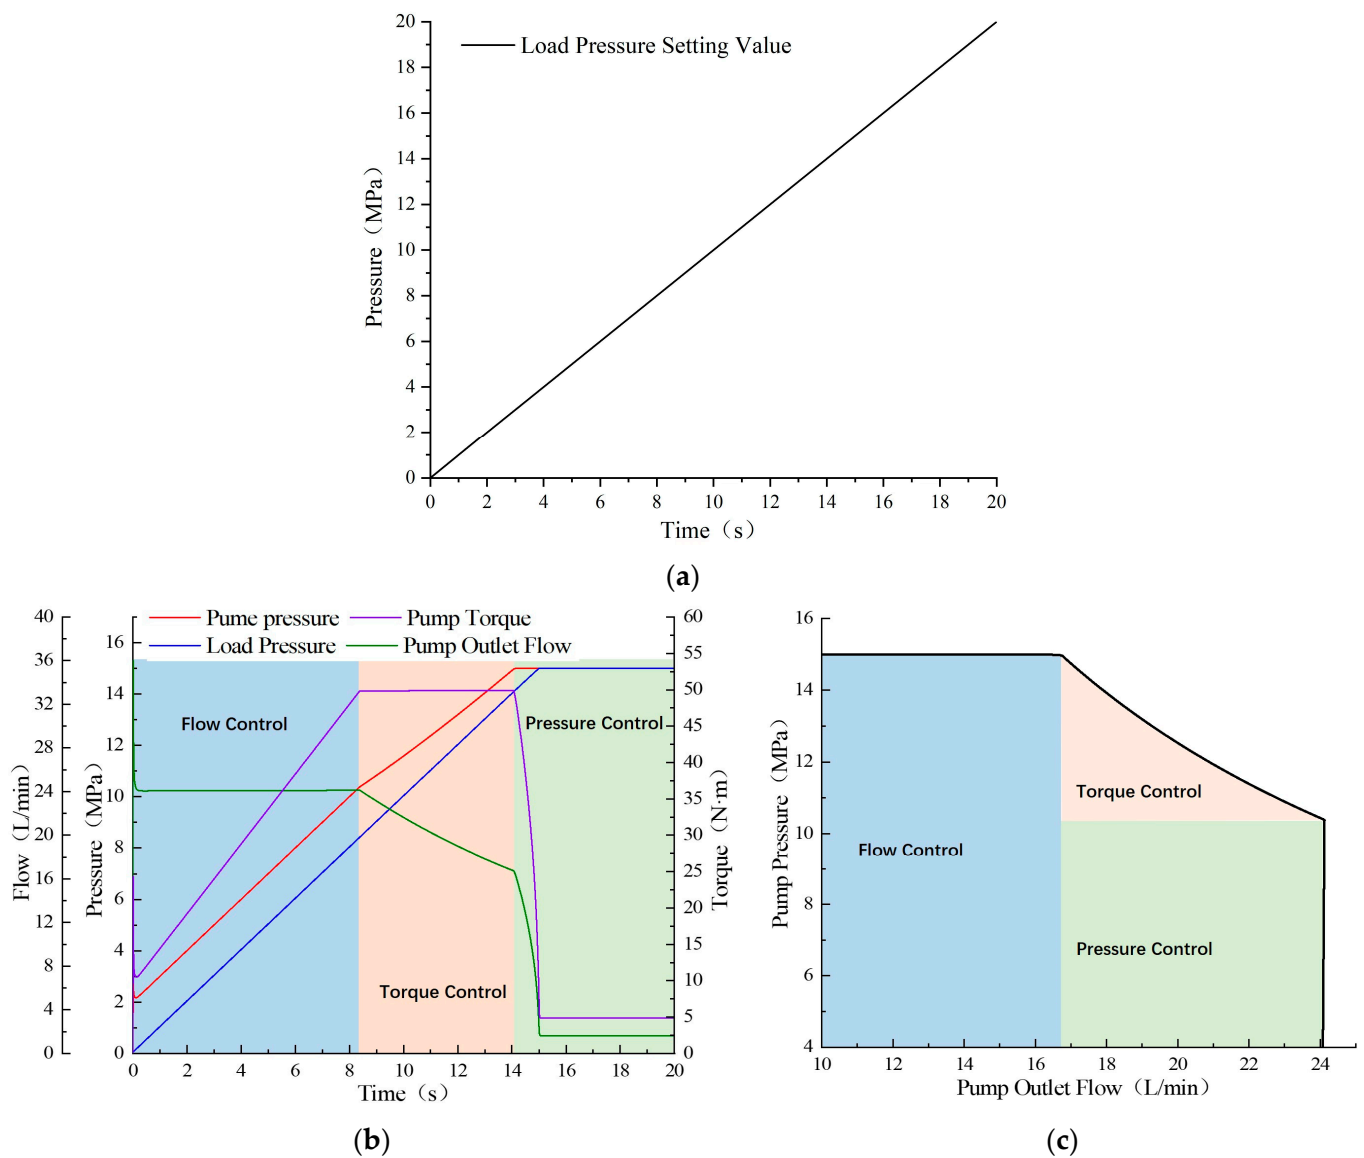 Load Pressure Setting Value
20
18
16
14
12
10
8
6
4
2
0
Pressure（MPa）
0 2 4 6 8 10 12 14 16 18 20
Time（s）
(a)
Pume pressure
Pump Torque
Load Pressure
Pump Outlet Flow
40
36
32
28
24
20
16
12
8
4
0
Flow（L/min）
16
14
12
10
8
6
4
2
0
Pressure（MPa）
Flow Control
Torque Control
Pressure Control
60
55
50
45
40
35
30
25
20
15
10
5
0
Torque（N·m）
0 2 4 6 8 10 12 14 16 18 20
Time（s）
(b)
16
14
12
10
8
6
4
Pump Pressure（MPa）
Torque Control
Flow Control
Pressure Control
10 12 14 16 18 20 22 24
Pump Outlet Flow（L/min）
(c)